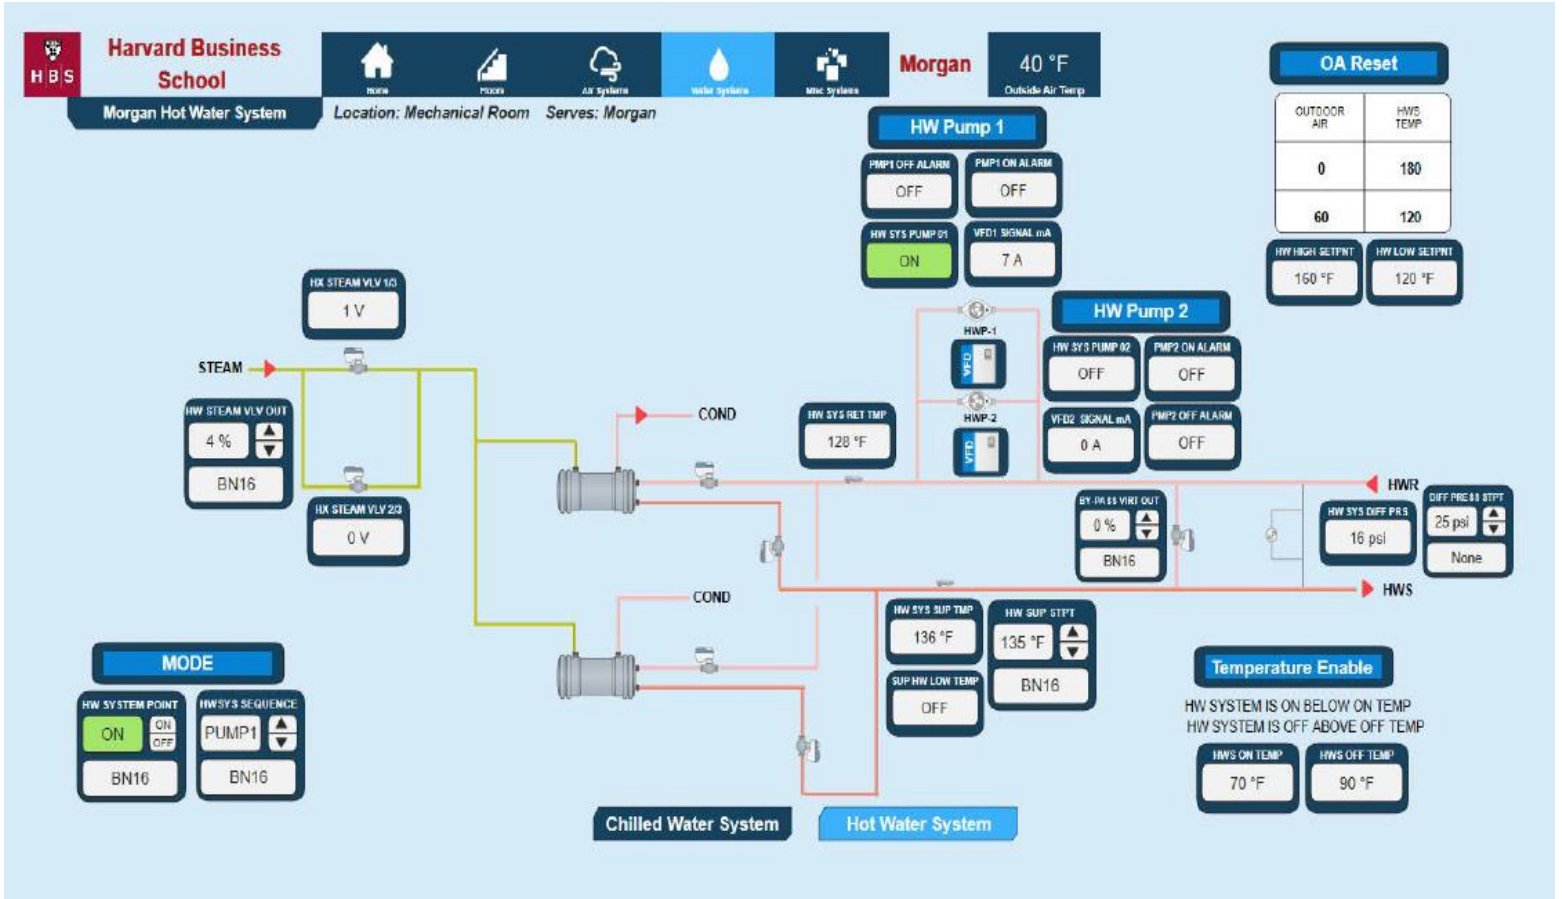 HBS
Harvard Business
School
Home
Floors
Air Systems
Water Systems
Misc Systems
Morgan
40 °F
Outside Air Temp
Morgan Hot Water System
Location: Mechanical Room Serves: Morgan
OA Reset
OUTDOOR
AIR
HWS
TEMP
0
180
60
120
HW HIGH SETPNT
160 °F
HW LOW SETPNT
120 °F
HW Pump 1
PMP1 OFF ALARM
OFF
PMP1 ON ALARM
OFF
HW SYS PUMP 01
ON
VFD1 SIGNAL mA
7 A
HX STEAM VLV 1/3
1 V
STEAM
HW STEAM VLV OUT
4 %
BN16
HX STEAM VLV 2/3
0 V
COND
COND
HW SYS RET TMP
128 °F
HWP-1
VFD
HWP-2
VFD
HW Pump 2
HW SYS PUMP 02
OFF
PMP2 ON ALARM
OFF
VFD2 SIGNAL mA
0 A
PMP2 OFF ALARM
OFF
HWR
BY-PASS VIRT OUT
0 %
BN16
HW SYS DIFF PRS
16 psi
DIFF PRESS STPT
25 psi
None
HWS
HW SYS SUP TMP
136 °F
HW SUP STPT
135 °F
BN16
SUP HW LOW TEMP
OFF
MODE
HW SYSTEM POINT
ON
ON
OFF
BN16
HWSYS SEQUENCE
PUMP1
BN16
Temperature Enable
HW SYSTEM IS ON BELOW ON TEMP
HW SYSTEM IS OFF ABOVE OFF TEMP
HWS ON TEMP
70 °F
HWS OFF TEMP
90 °F
Chilled Water System
Hot Water System